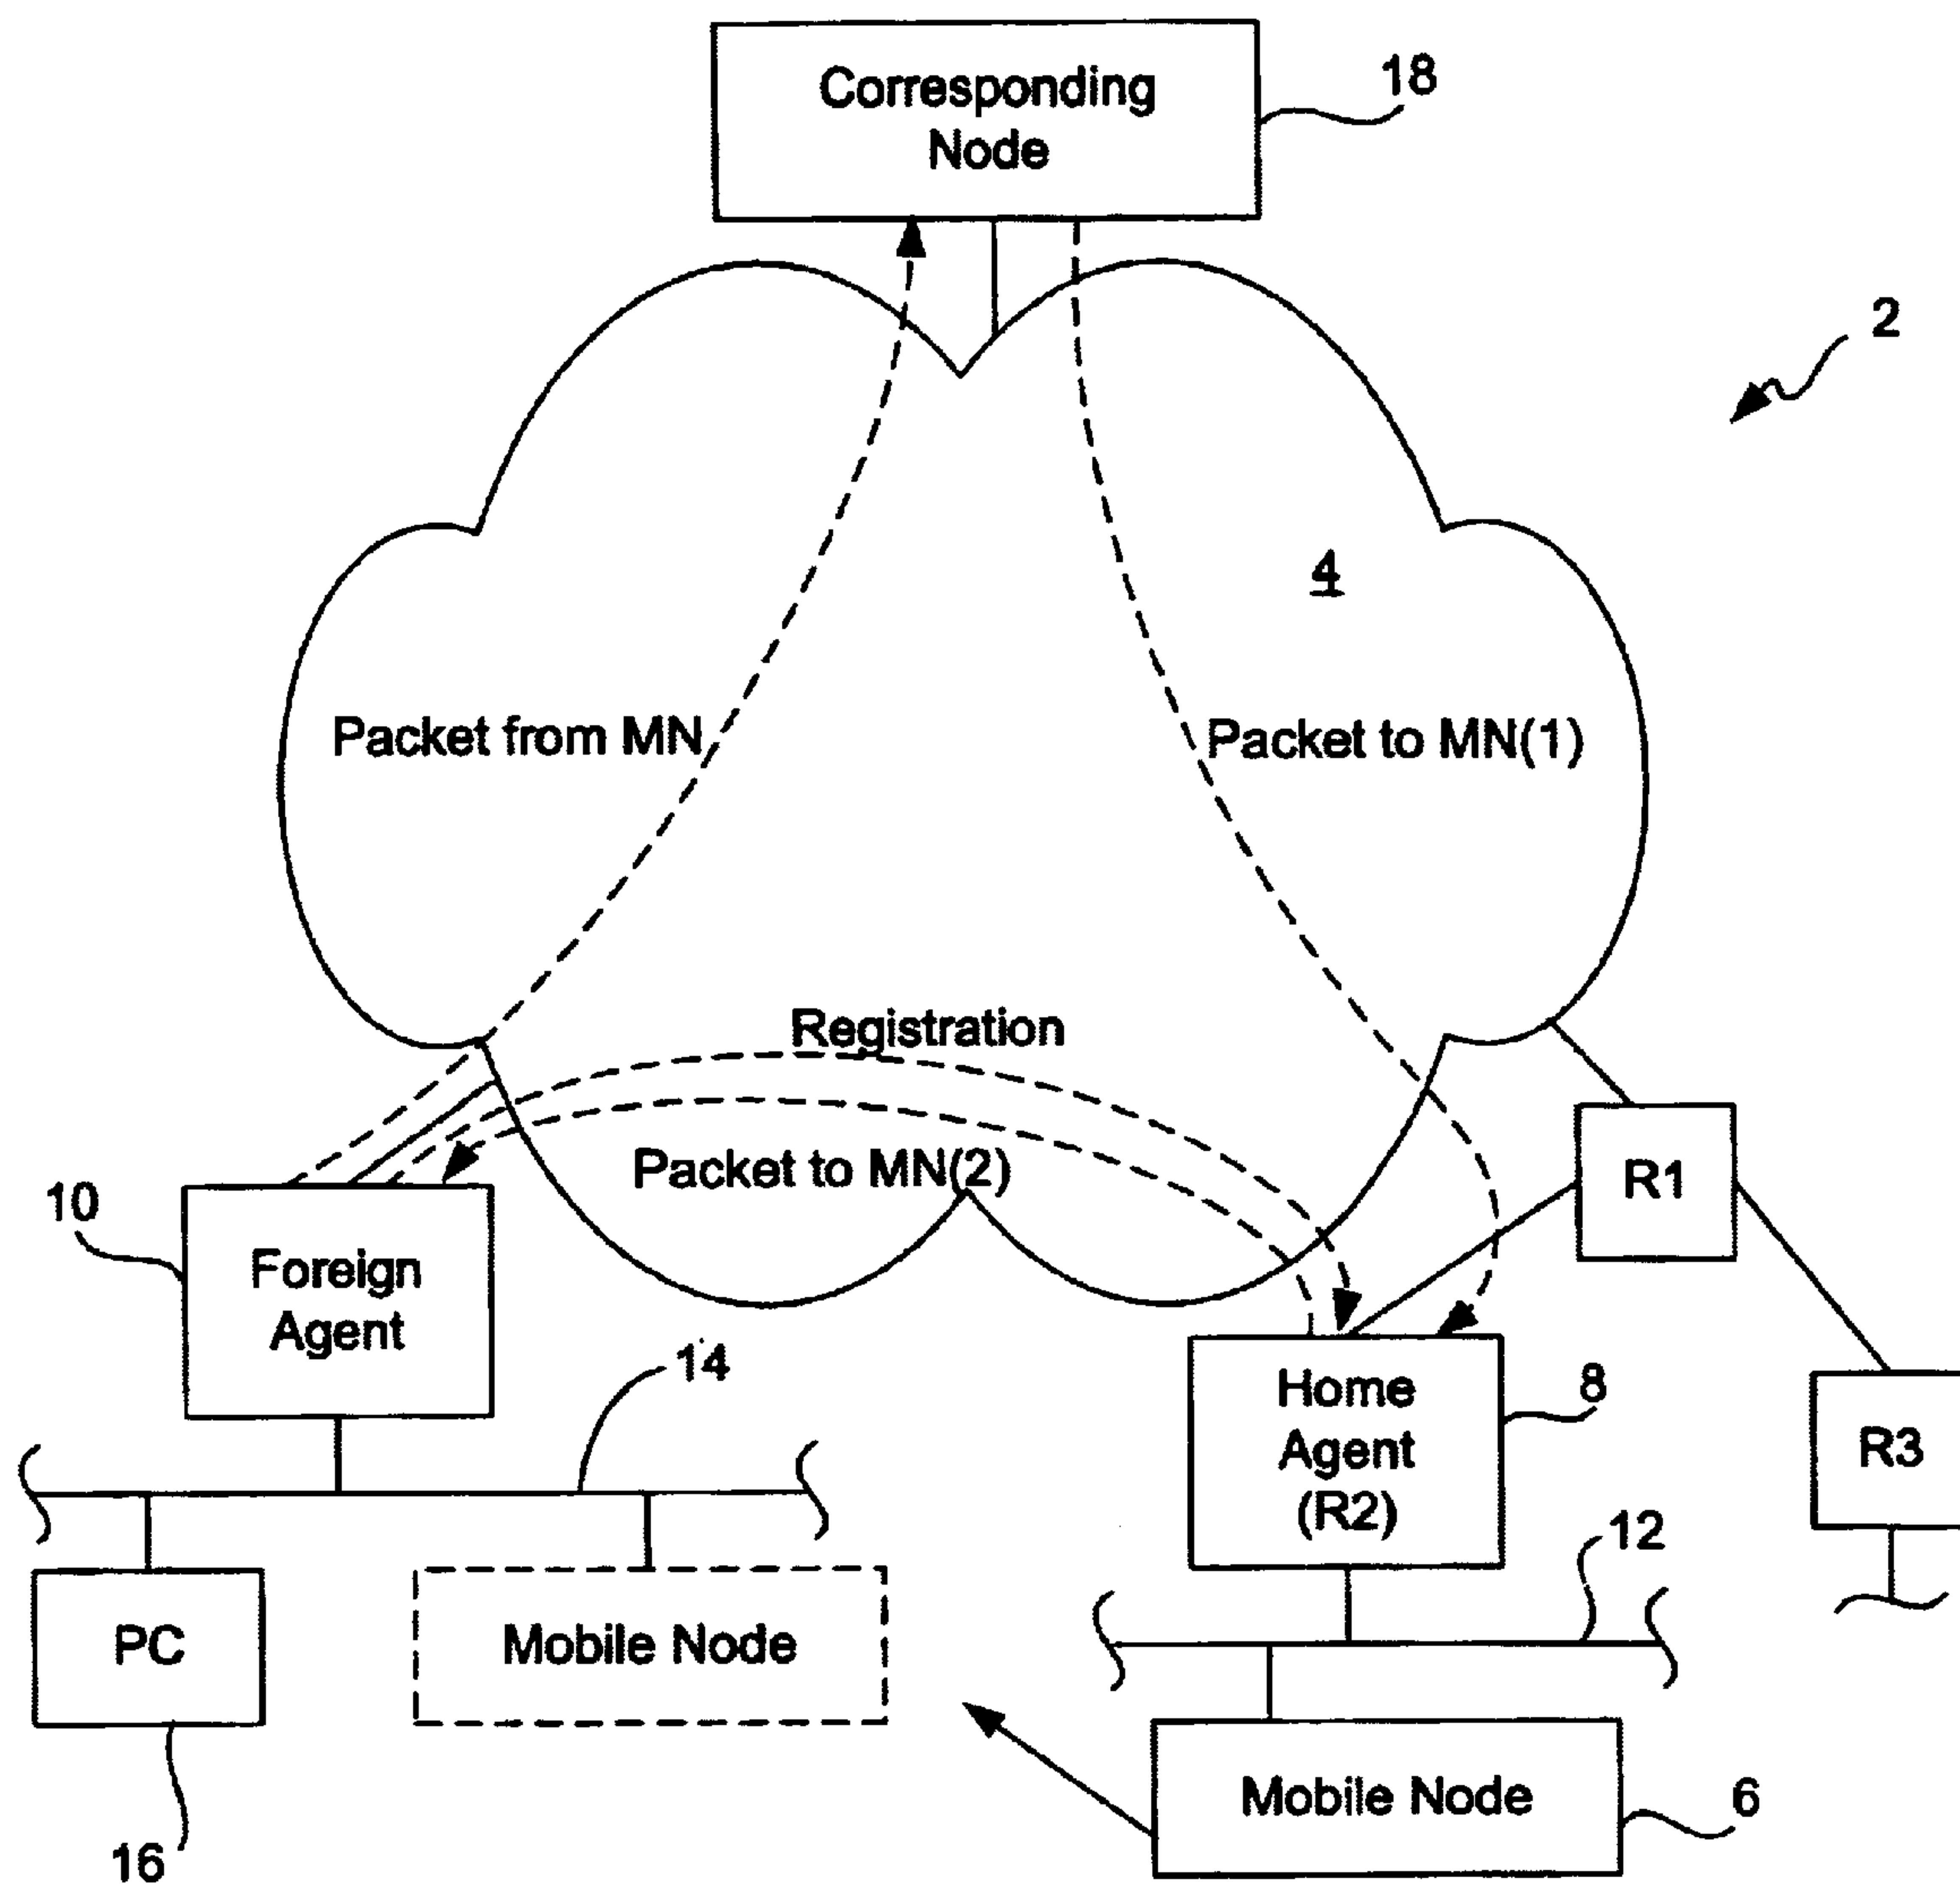 Corresponding
Node
18
2
4
Packet from MN
Packet to MN(1)
Registration
Packet to MN(2)
R1
10
Foreign
Agent
14
Home
Agent
(R2)
8
R3
12
PC
Mobile Node
Mobile Node
6
16